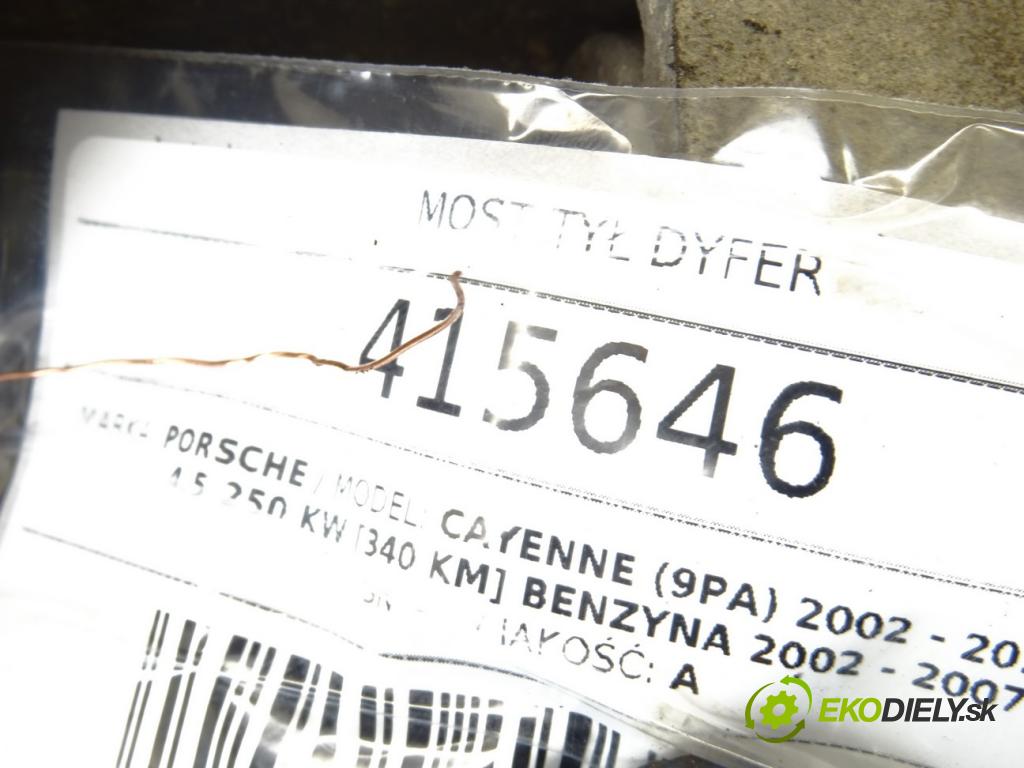 MOST TYŁ DYFER
415646
MARKA PORSCHE / MODEL: CAYENNE (9PA) 2002 - 20
4.5 250 KW [340 KM] BENZYNA 2002 - 2007
JAKOŚĆ: A
EKODIELY.sk